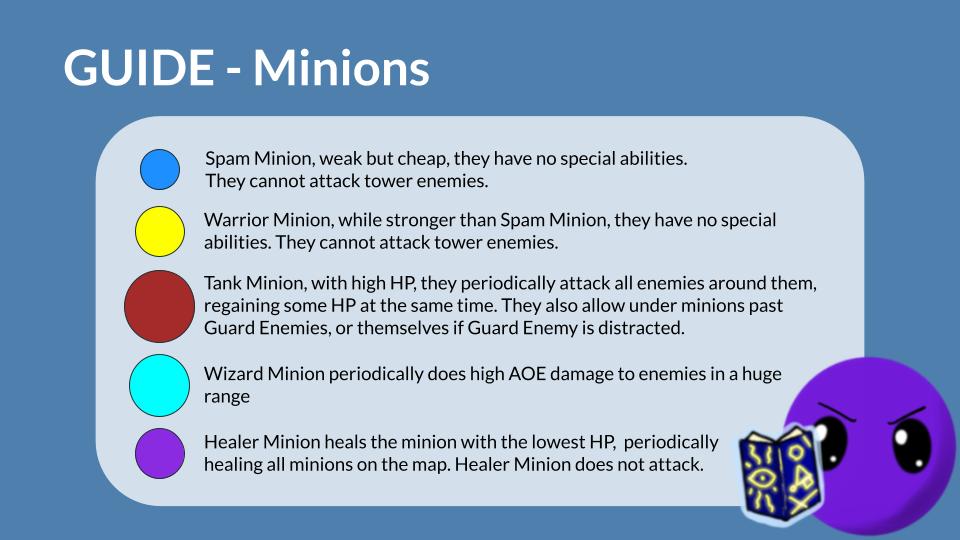 GUIDE - Minions
Spam Minion, weak but cheap, they have no special abilities.
They cannot attack tower enemies.
Warrior Minion, while stronger than Spam Minion, they have no special
abilities. They cannot attack tower enemies.
Tank Minion, with high HP, they periodically attack all enemies around them,
regaining some HP at the same time. They also allow under minions past
Guard Enemies, or themselves if Guard Enemy is distracted.
Wizard Minion periodically does high AOE damage to enemies in a huge
range
Healer Minion heals the minion with the lowest HP,  periodically
healing all minions on the map. Healer Minion does not attack.